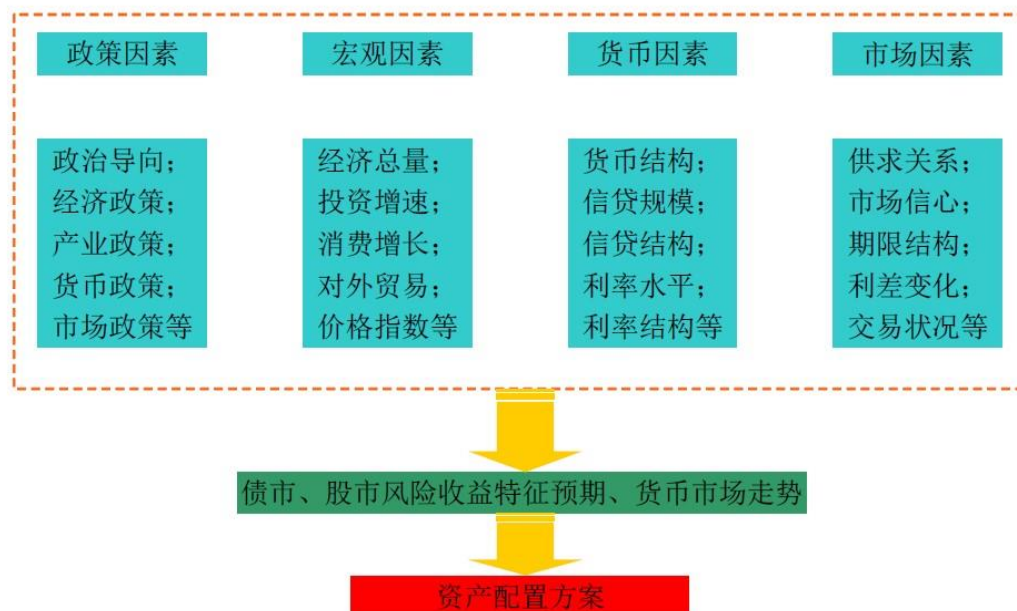 政策因素
宏观因素
货币因素
市场因素
政治导向；
经济政策；
产业政策；
货币政策；
市场政策等
经济总量；
投资增速；
消费增长；
对外贸易；
价格指数等
货币结构；
信贷规模；
信贷结构；
利率水平；
利率结构等
供求关系；
市场信心；
期限结构；
利差变化；
交易状况等
债市、股市风险收益特征预期、货币市场走势
资产配置方案